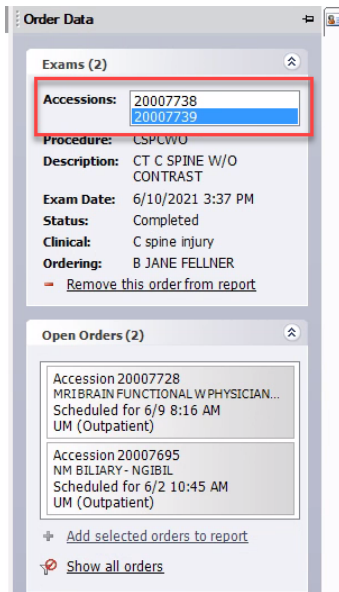 Order Data
Exams (2)
Accessions: 20007738
20007739
Procedure: CSPCWO
Description: CT C SPINE W/O
CONTRAST
Exam Date: 6/10/2021 3:37 PM
Status: Completed
Clinical: C spine injury
Ordering: B JANE FELLNER
Remove this order from report
Open Orders (2)
Accession 20007728
MRI BRAIN FUNCTIONAL W PHYSICIAN...
Scheduled for 6/9 8:16 AM
UM (Outpatient)
Accession 20007695
NM BILIARY - NGIBIL
Scheduled for 6/2 10:45 AM
UM (Outpatient)
Add selected orders to report
Show all orders